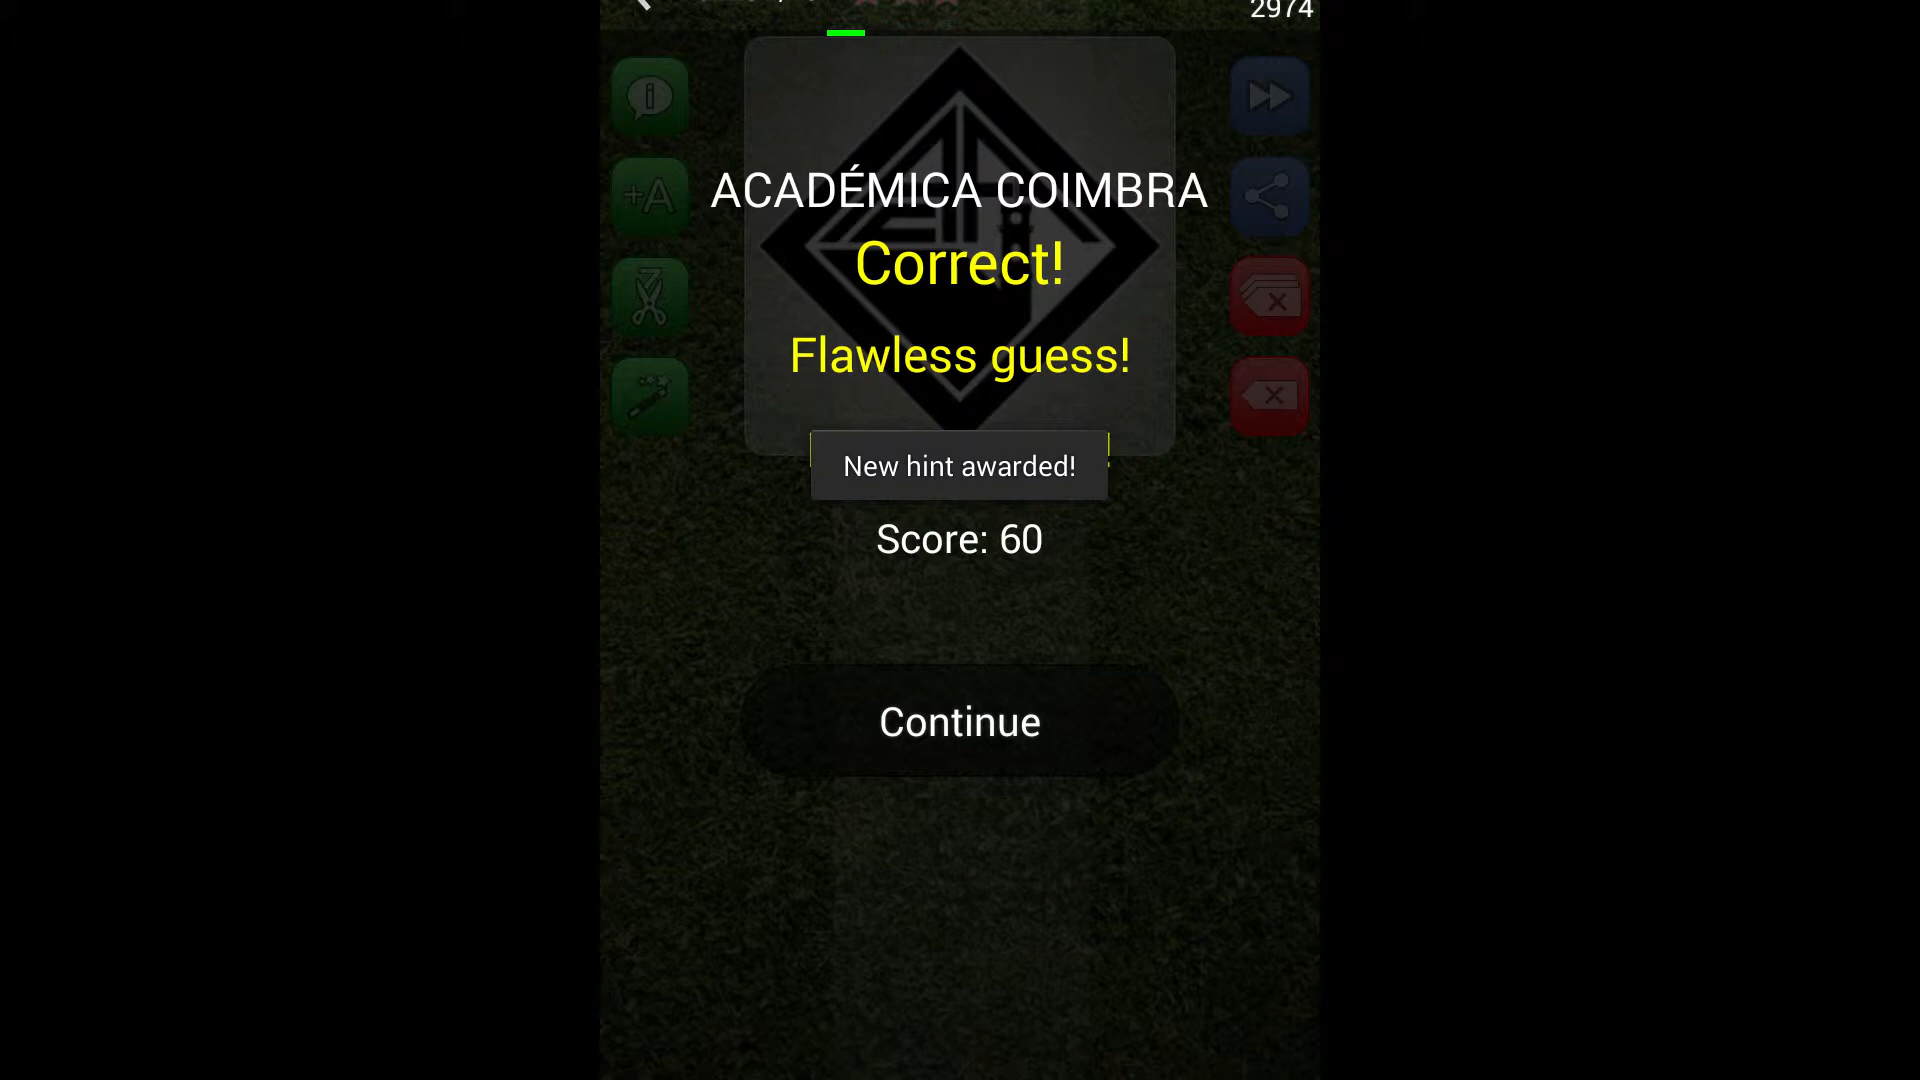 2974
+A
ACADÉMICA COIMBRA
Correct!
Flawless guess!
New hint awarded!
Score: 60
Continue